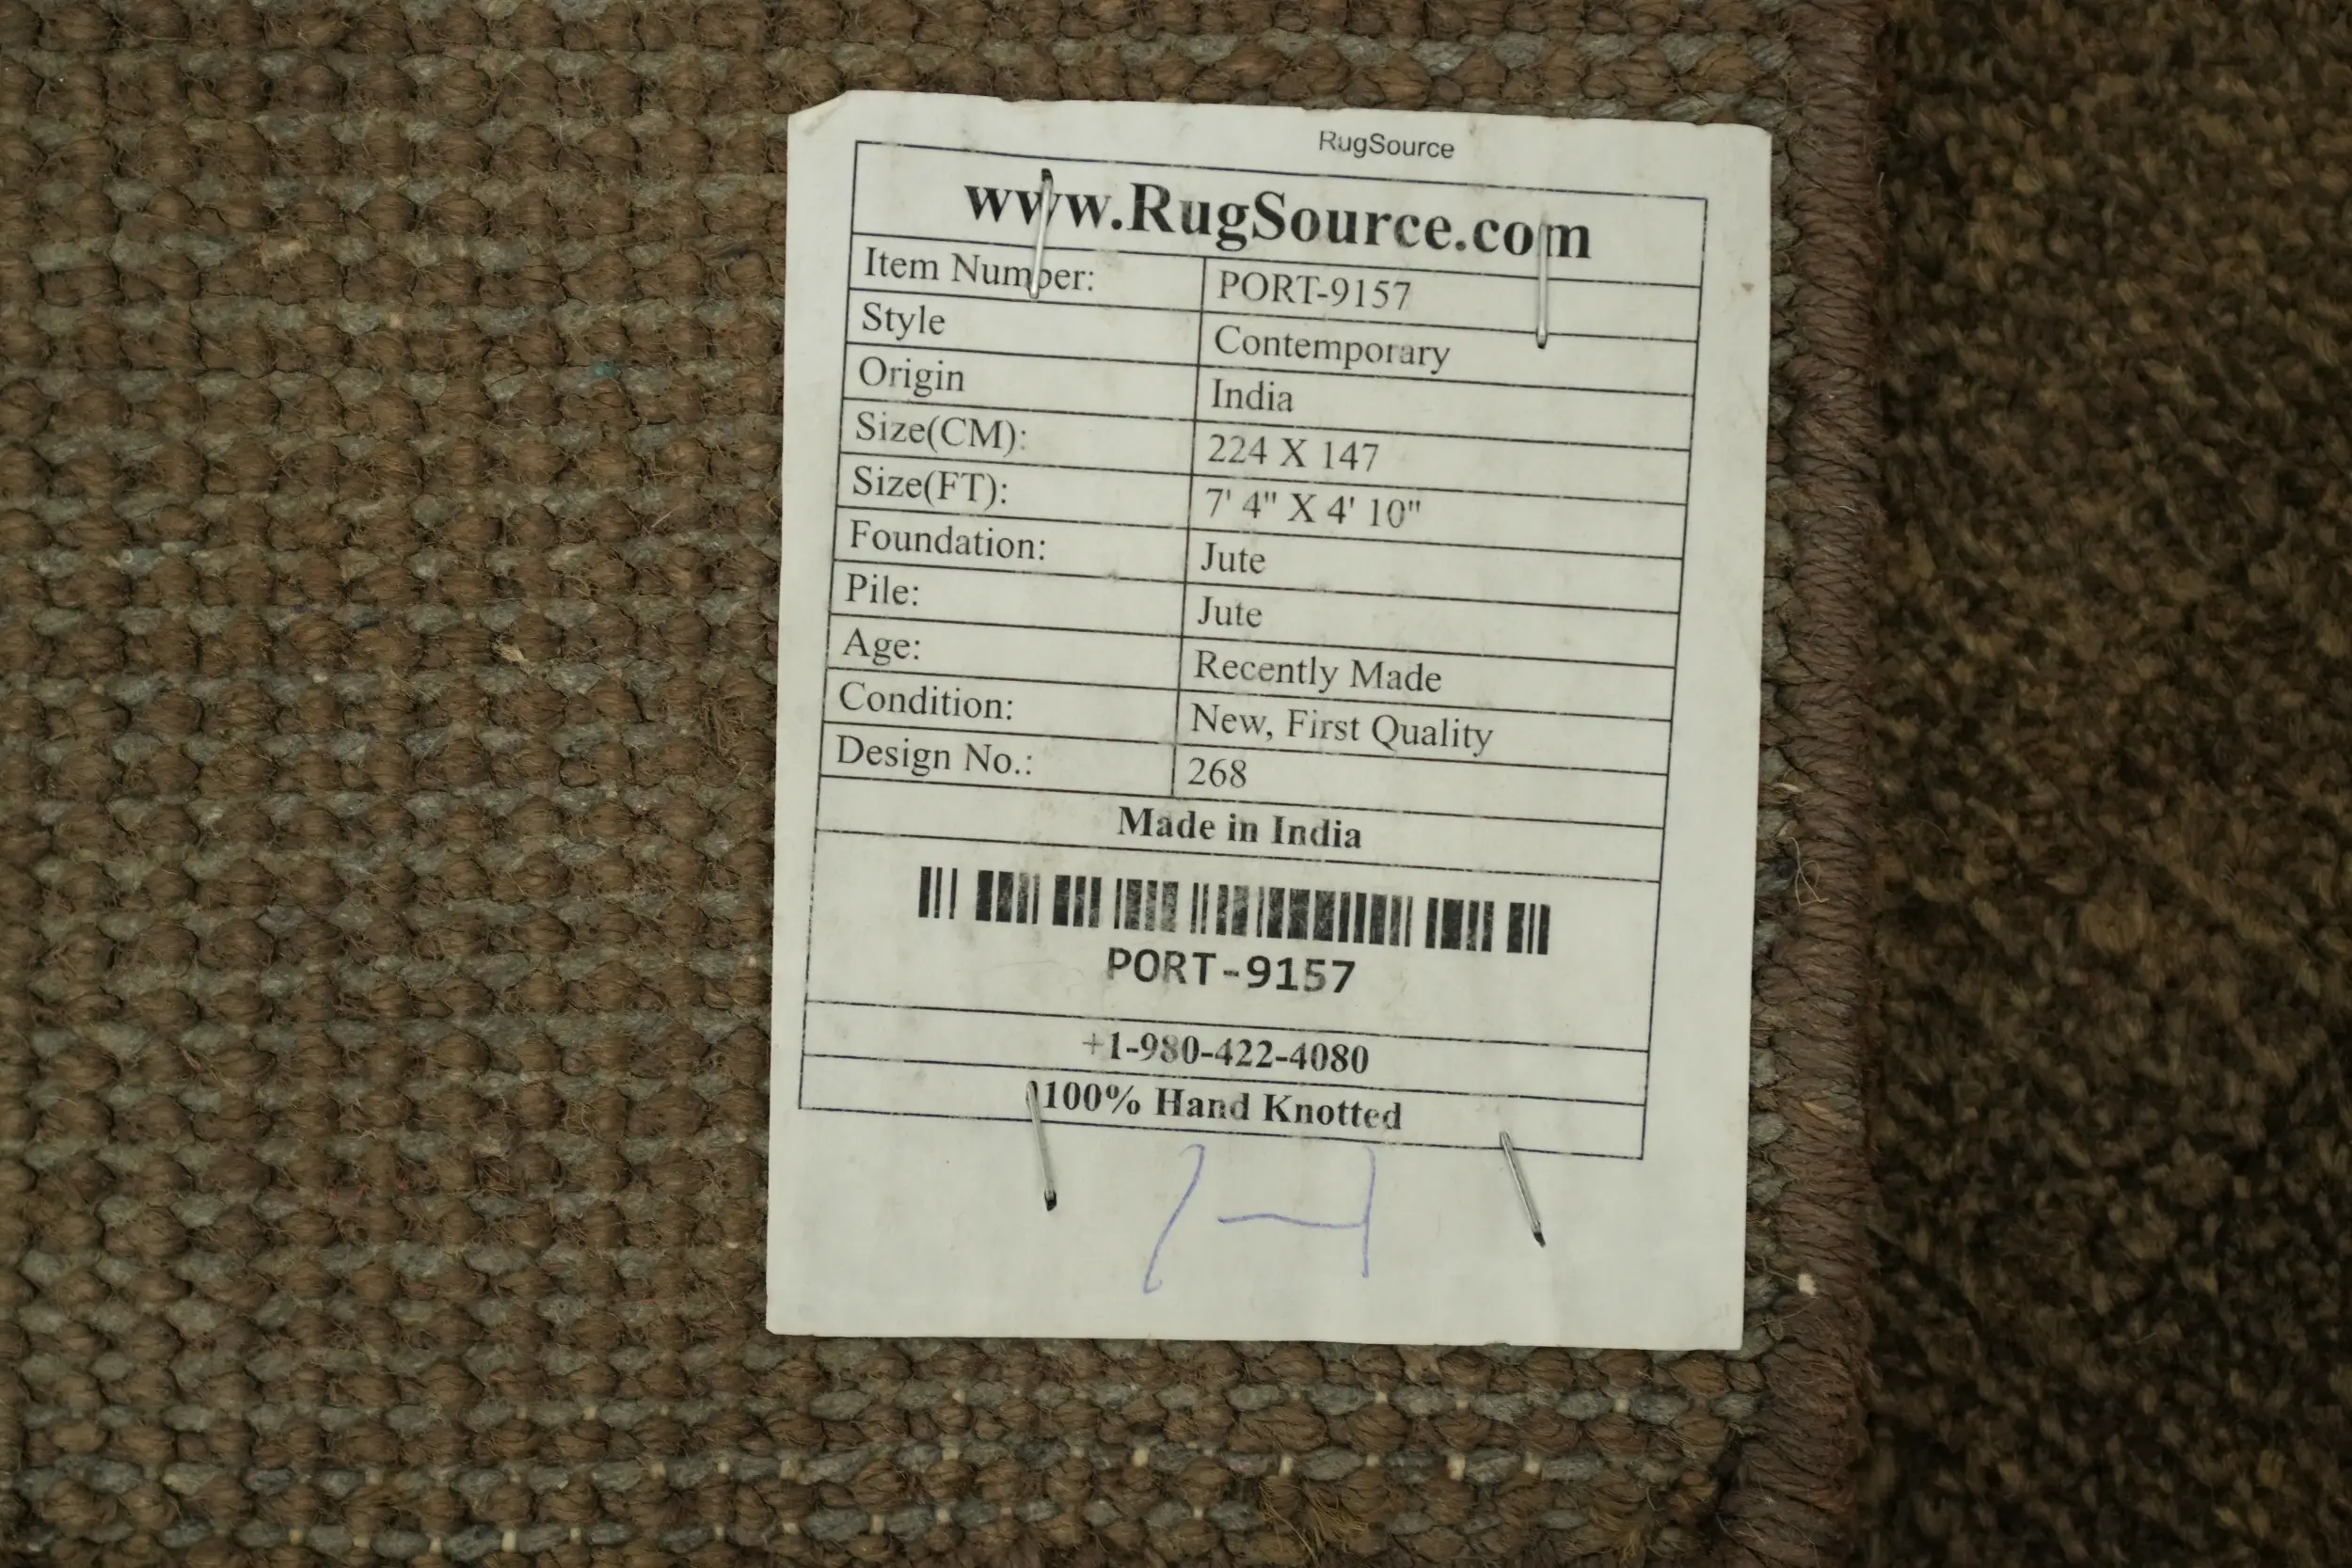 RugSource
www.RugSource.com
Item Number: PORT-9157
Style Contemporary
Origin India
Size(CM): 224 X 147
Size(FT): 7' 4" X 4' 10"
Foundation: Jute
Pile: Jute
Age: Recently Made
Condition: New, First Quality
Design No.: 268
Made in India
PORT-9157
+1-980-422-4080
100% Hand Knotted